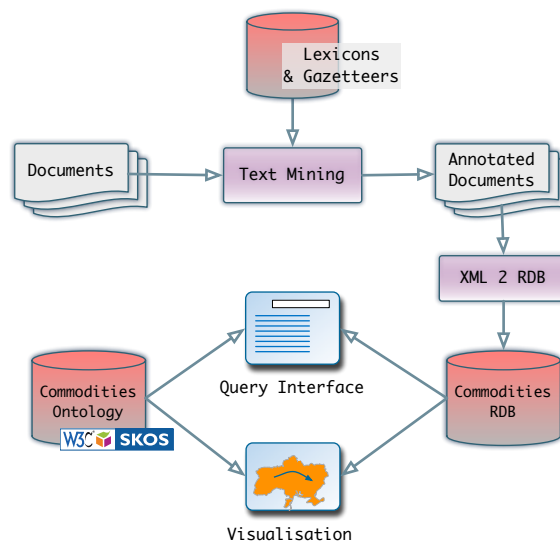 Lexicons
& Gazetteers
Documents
Text Mining
Annotated
Documents
XML 2 RDB
Query Interface
Commodities
Ontology
W3C SKOS
Commodities
RDB
Visualisation